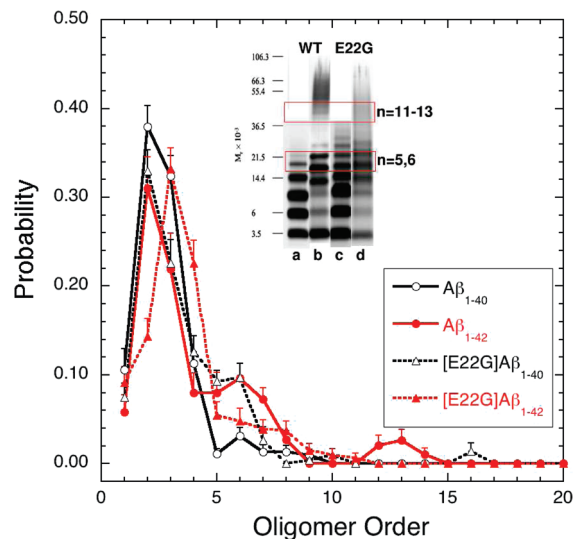 0.50
0.40
0.30
0.20
0.10
0.00
Probability
0
5
10
15
20
Oligomer Order
WT E22G
106.3
66.3
55.4
36.5
21.5
14.4
6
3.5
Mr × 10⁻³
n=11-13
n=5,6
a b c d
Aβ1-40
Aβ1-42
[E22G]Aβ1-40
[E22G]Aβ1-42